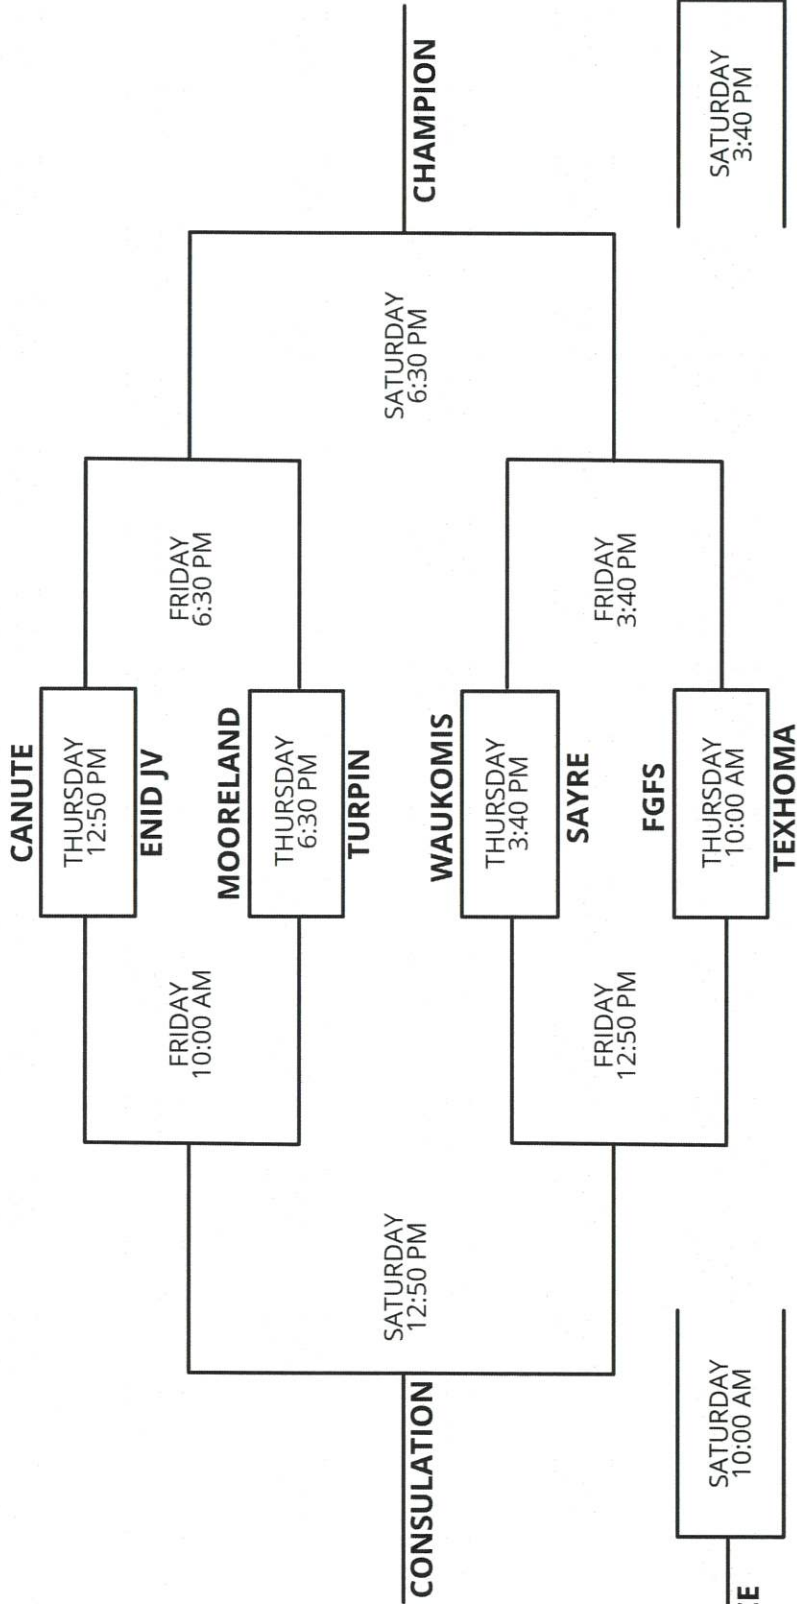 CANUTE
THURSDAY
12:50 PM
ENID JV
FRIDAY
10:00 AM
FRIDAY
6:30 PM
MOORELAND
THURSDAY
6:30 PM
TURPIN
SATURDAY
12:50 PM
CONSULATION
SATURDAY
6:30 PM
CHAMPION
WAUKOMIS
THURSDAY
3:40 PM
SAYRE
FRIDAY
12:50 PM
FRIDAY
3:40 PM
FGFS
THURSDAY
10:00 AM
TEXHOMA
SATURDAY
10:00 AM
SATURDAY
3:40 PM